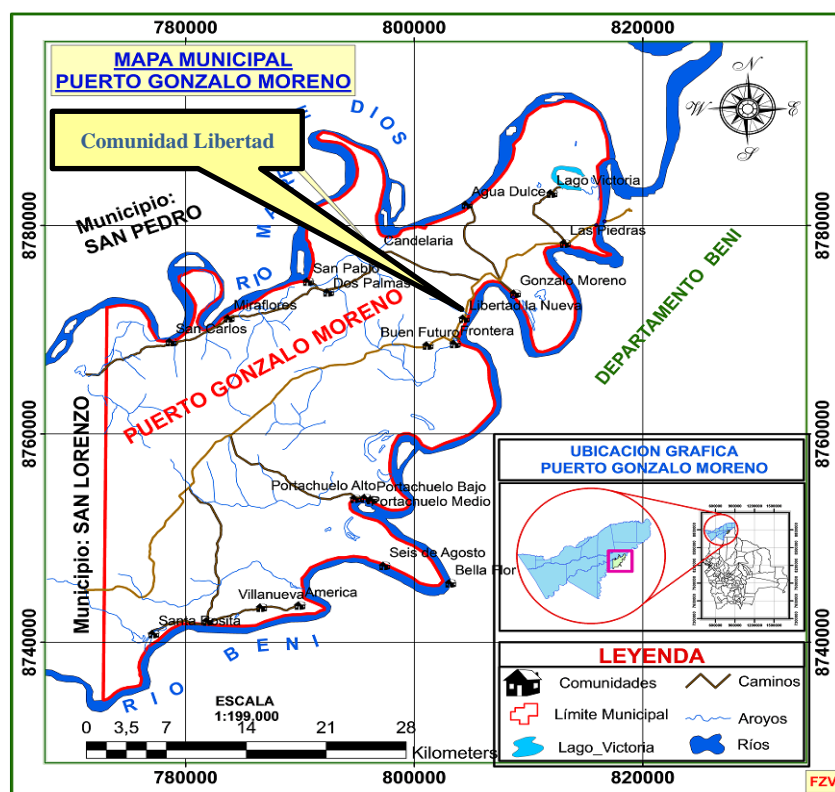 780000 800000 820000
MAPA MUNICIPAL
PUERTO GONZALO MORENO
Comunidad Libertad
DIOS
N
W E
S
Municipio:
SAN PEDRO
RIO
Agua Dulce
Lago Victoria
Candelaria
Las Piedras
San Pablo
Dos Palmas
Gonzalo Moreno
Miraflores
Libertad la Nueva
San Carlos
Buen Futuro
Frontera
PUERTO GONZALO MORENO
DEPARTAMENTO BENI
8780000 8780000
8760000 8760000
8740000 8740000
Municipio: SAN LORENZO
Portachuelo Alto
Portachuelo Bajo
Portachuelo Medio
Seis de Agosto
Bella Flor
Villanueva
America
Santa Rosita
RIO BENI
UBICACION GRAFICA
PUERTO GONZALO MORENO
LEYENDA
Comunidades
Caminos
Límite Municipal
Arroyos
Lago_Victoria
Ríos
ESCALA
1:199,000
0 3,5 7 14 21 28
Kilometers
780000 800000 820000
FZV